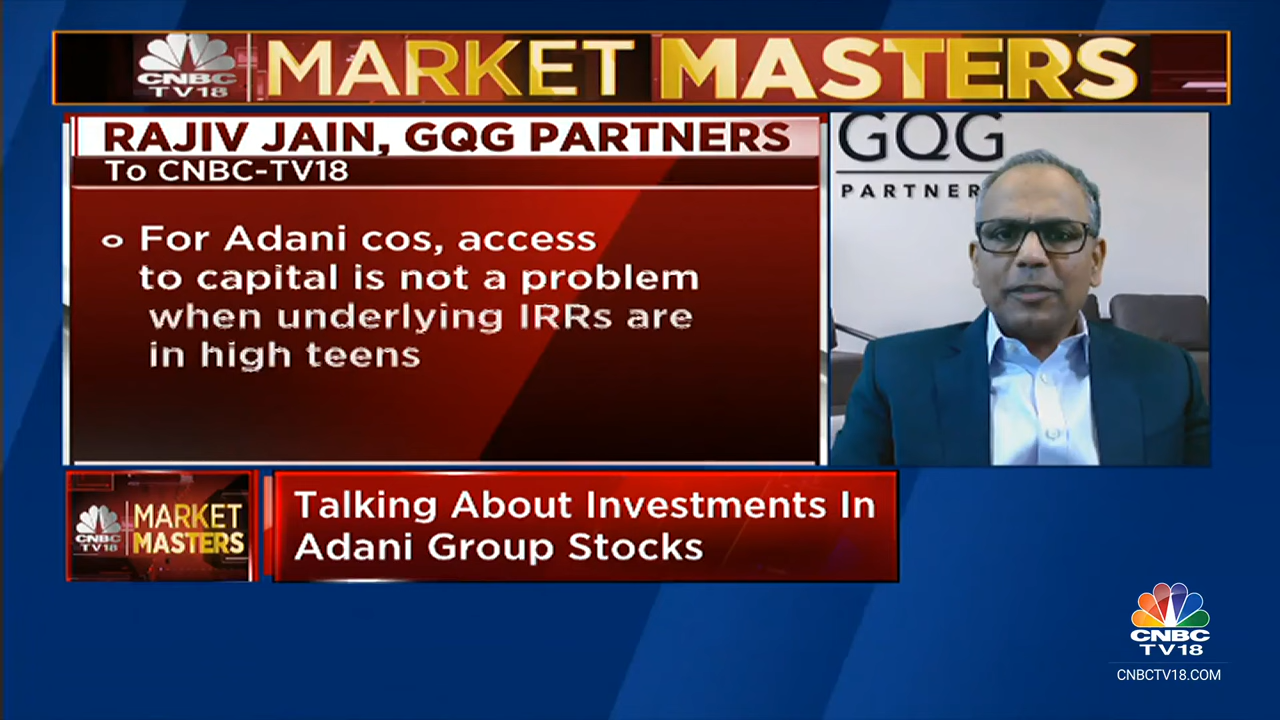 CNBC
TV18
MARKET MASTERS
RAJIV JAIN, GQG PARTNERS
To CNBC-TV18
For Adani cos, access
to capital is not a problem
when underlying IRRs are
in high teens
GQG
PARTNER
CNBC
TV18
MARKET
MASTERS
Talking About Investments In
Adani Group Stocks
CNBC
TV18
CNBCTV18.COM